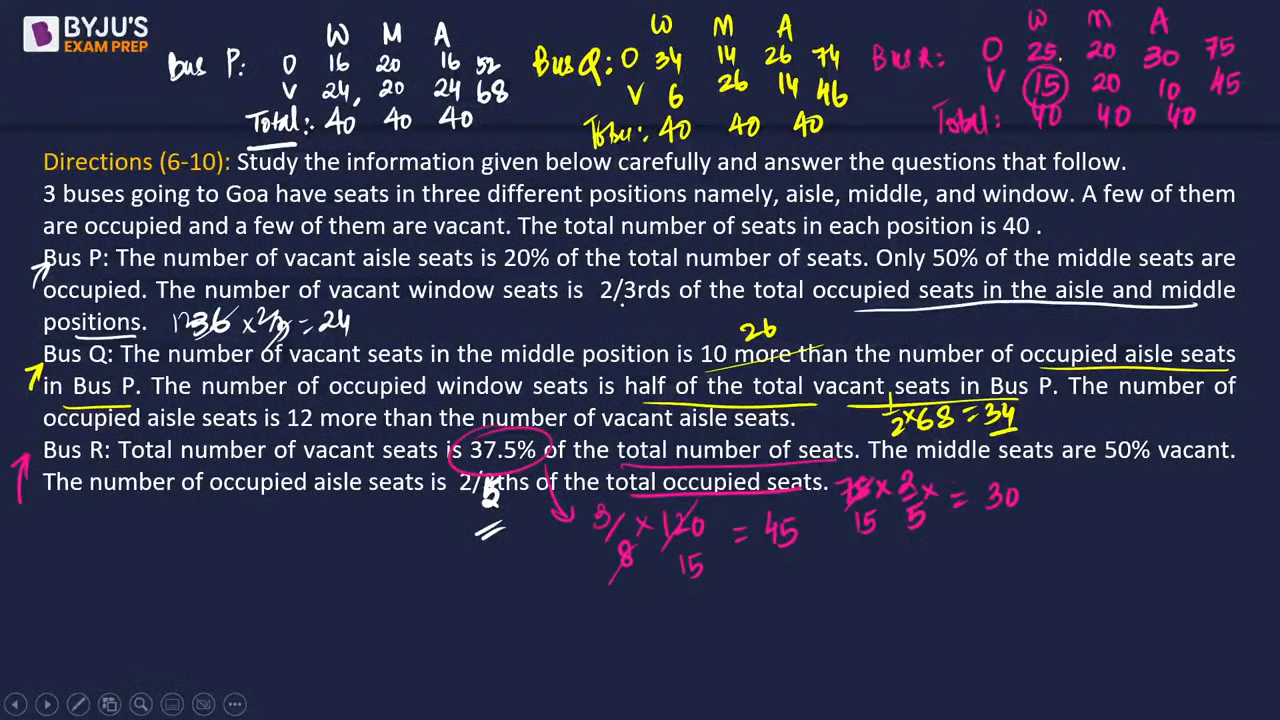 BYJU'S
EXAM PREP
W M A
Bus P: O 16 20 16 52
V 24, 20 24 68
Total: 40 40 40
W M A
Bus Q: O 34 14 26 74
V 6 26 14 46
Total: 40 40 40
W M A
Bus R: O 25 20 30 75
V 15 20 10 45
Total: 40 40 40
Directions (6-10): Study the information given below carefully and answer the questions that follow.
3 buses going to Goa have seats in three different positions namely, aisle, middle, and window. A few of them
are occupied and a few of them are vacant. The total number of seats in each position is 40 .
Bus P: The number of vacant aisle seats is 20% of the total number of seats. Only 50% of the middle seats are
occupied. The number of vacant window seats is 2/3rds of the total occupied seats in the aisle and middle
positions. 12 36 x 2/3 = 24
26
Bus Q: The number of vacant seats in the middle position is 10 more than the number of occupied aisle seats
in Bus P. The number of occupied window seats is half of the total vacant seats in Bus P. The number of
occupied aisle seats is 12 more than the number of vacant aisle seats.
1/2 x 68 = 34
Bus R: Total number of vacant seats is 37.5% of the total number of seats. The middle seats are 50% vacant.
The number of occupied aisle seats is 2/5ths of the total occupied seats.
75 x 2/5 x = 30
15
3/8 x 120 = 45
15